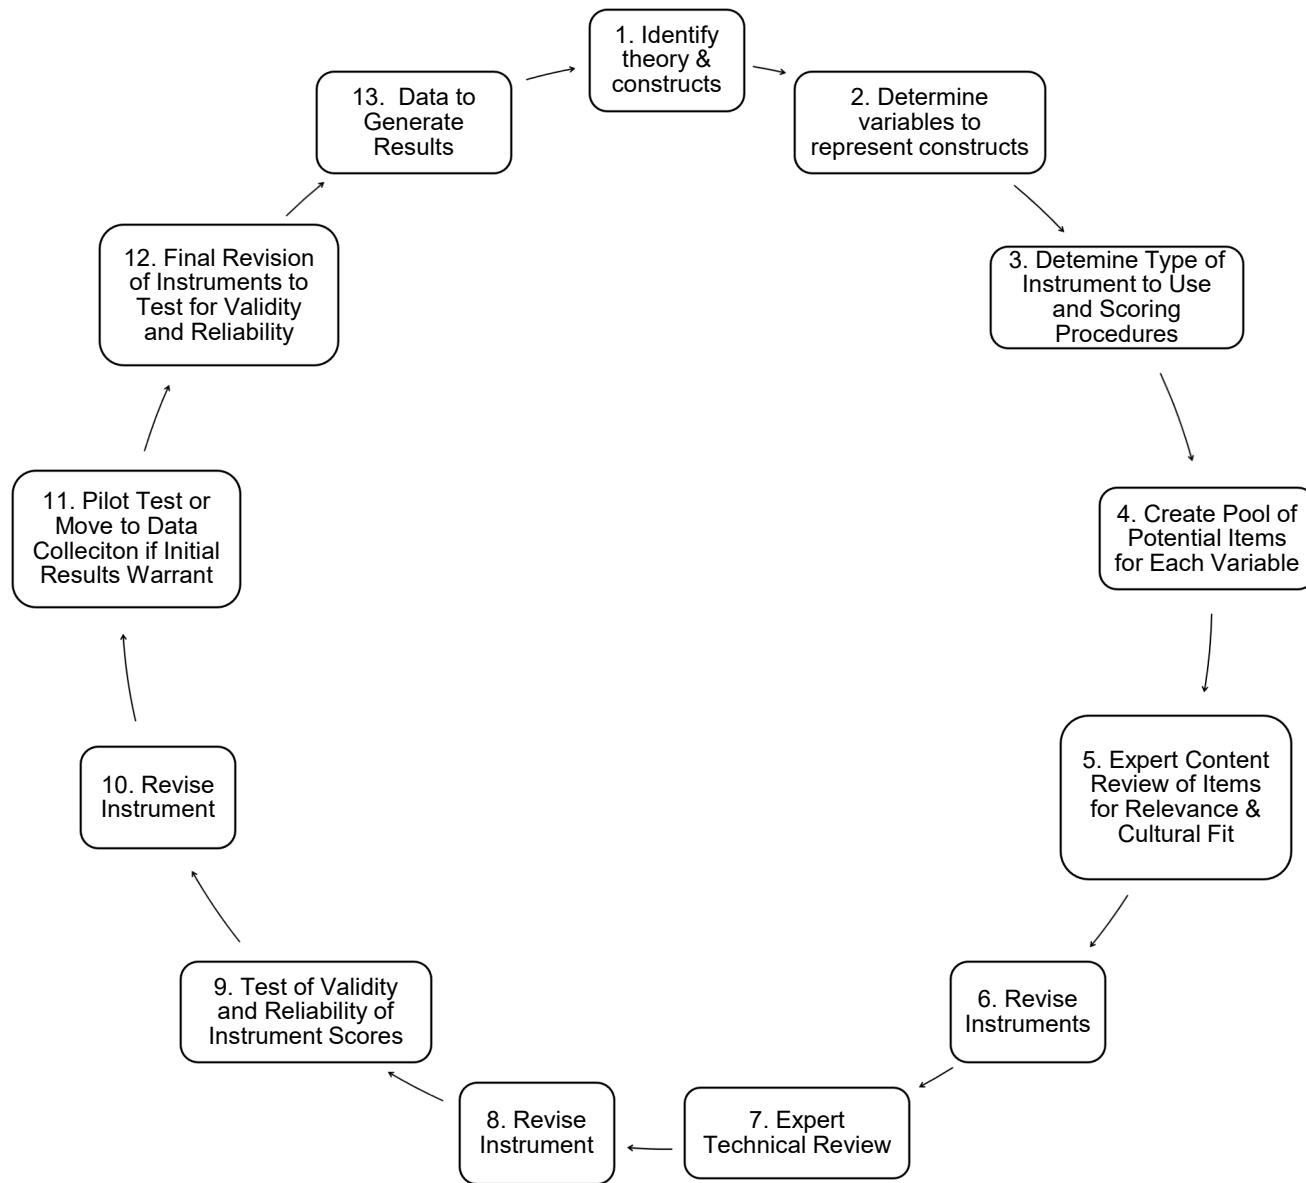 1. Identify
theory &
constructs
2. Determine
variables to
represent constructs
3. Detemine Type of
Instrument to Use
and Scoring
Procedures
4. Create Pool of
Potential Items
for Each Variable
5. Expert Content
Review of Items
for Relevance &
Cultural Fit
6. Revise
Instruments
7. Expert
Technical Review
8. Revise
Instrument
9. Test of Validity
and Reliability of
Instrument Scores
10. Revise
Instrument
11. Pilot Test or
Move to Data
Colleciton if Initial
Results Warrant
12. Final Revision
of Instruments to
Test for Validity
and Reliability
13. Data to
Generate
Results